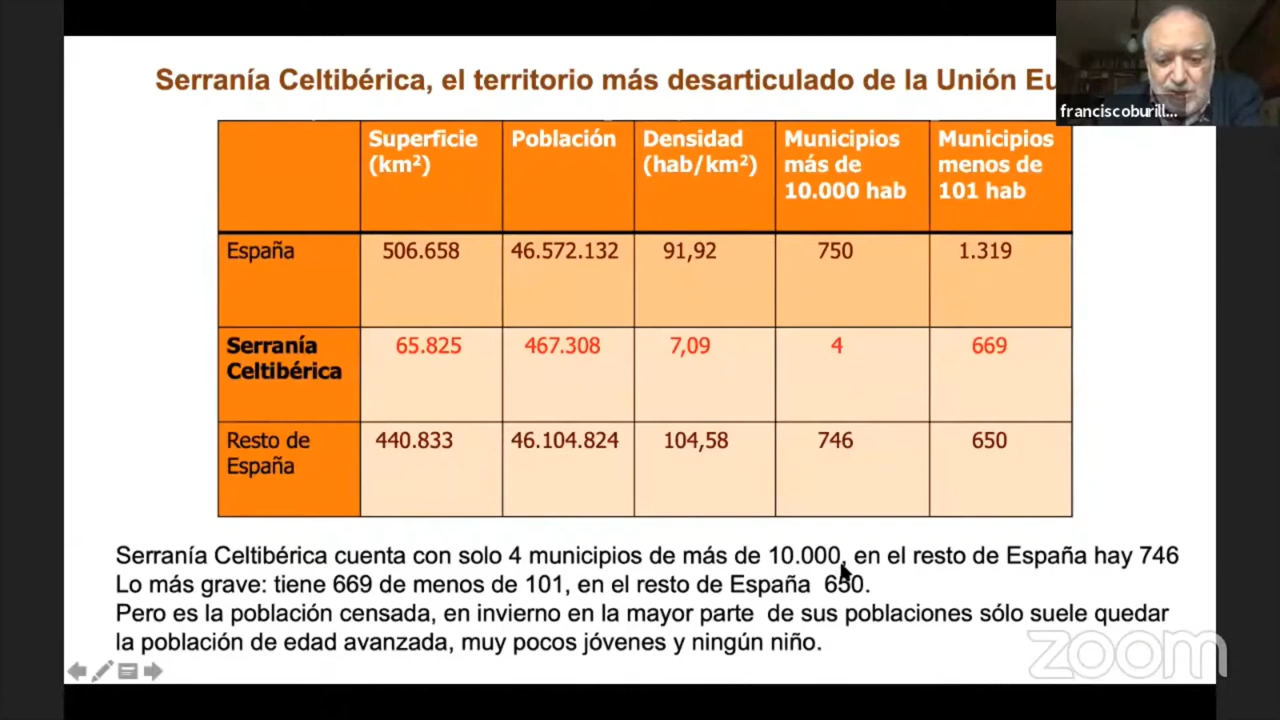 Serranía Celtibérica, el territorio más desarticulado de la Unión
franciscoburill...
Superficie (km²) Población Densidad (hab/km²) Municipios más de 10.000 hab Municipios menos de 101 hab
España 506.658 46.572.132 91,92 750 1.319
Serranía Celtibérica 65.825 467.308 7,09 4 669
Resto de España 440.833 46.104.824 104,58 746 650
Serranía Celtibérica cuenta con solo 4 municipios de más de 10.000, en el resto de España hay 746
Lo más grave: tiene 669 de menos de 101, en el resto de España 650.
Pero es la población censada, en invierno en la mayor parte de sus poblaciones sólo suele quedar
la población de edad avanzada, muy pocos jóvenes y ningún niño.
zoom